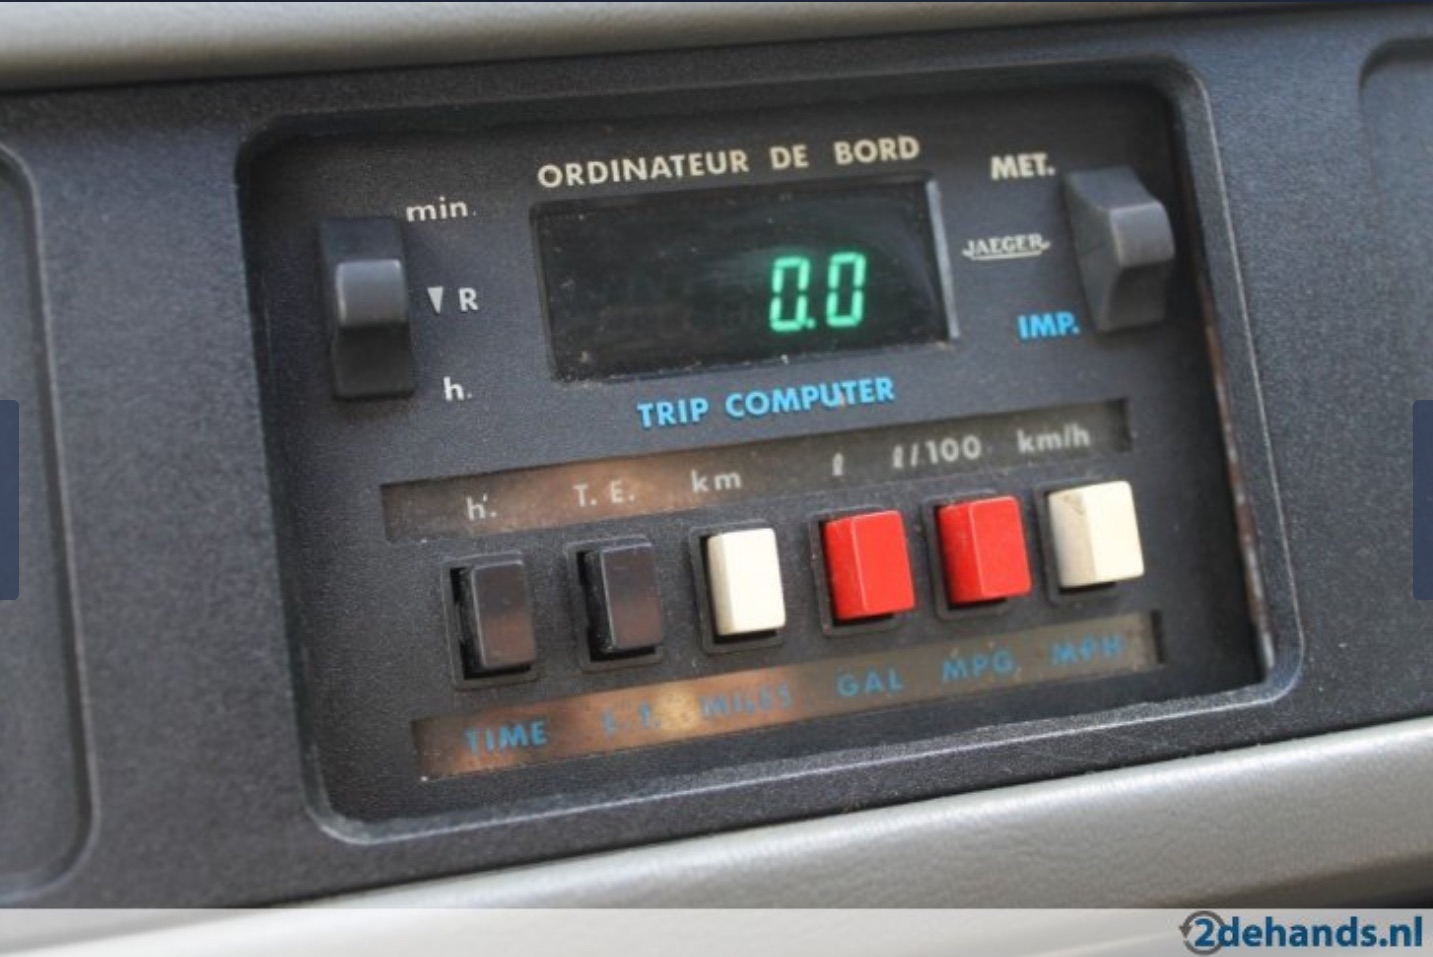 ORDINATEUR DE BORD
MET.
min.
▼ R
h.
0.0
JAEGER
IMP.
TRIP COMPUTER
h. T. E. km ℓ ℓ/100 km/h
TIME E.T. MILES GAL MPG. MPH
2dehands.nl